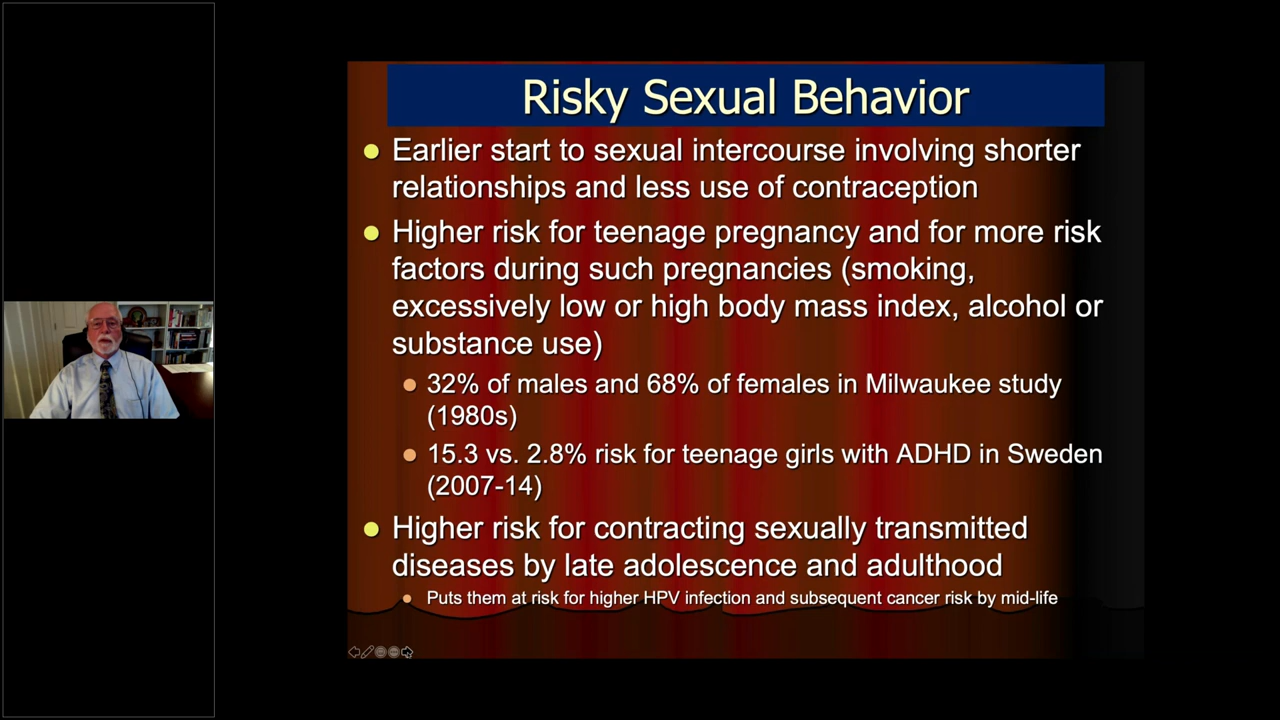 Risky Sexual Behavior
Earlier start to sexual intercourse involving shorter
relationships and less use of contraception
Higher risk for teenage pregnancy and for more risk
factors during such pregnancies (smoking,
excessively low or high body mass index, alcohol or
substance use)
32% of males and 68% of females in Milwaukee study
(1980s)
15.3 vs. 2.8% risk for teenage girls with ADHD in Sweden
(2007-14)
Higher risk for contracting sexually transmitted
diseases by late adolescence and adulthood
Puts them at risk for higher HPV infection and subsequent cancer risk by mid-life